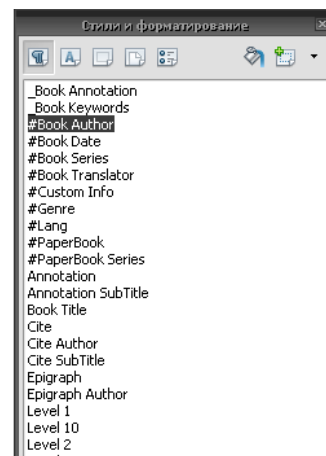 Стили и форматирование
_Book Annotation
_Book Keywords
#Book Author
#Book Date
#Book Series
#Book Translator
#Custom Info
#Genre
#Lang
#PaperBook
#PaperBook Series
Annotation
Annotation SubTitle
Book Title
Cite
Cite Author
Cite SubTitle
Epigraph
Epigraph Author
Level 1
Level 10
Level 2